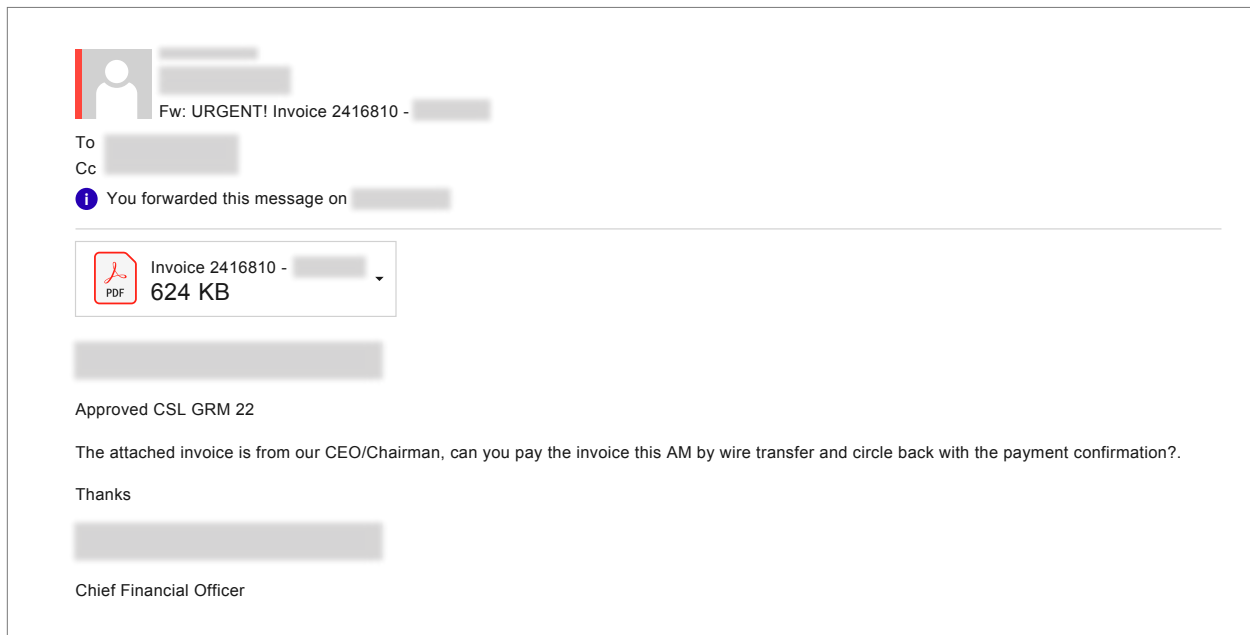 Fw: URGENT! Invoice 2416810 -
To
Cc
i You forwarded this message on
Invoice 2416810 -
PDF 624 KB
Approved CSL GRM 22
The attached invoice is from our CEO/Chairman, can you pay the invoice this AM by wire transfer and circle back with the payment confirmation?.
Thanks
Chief Financial Officer